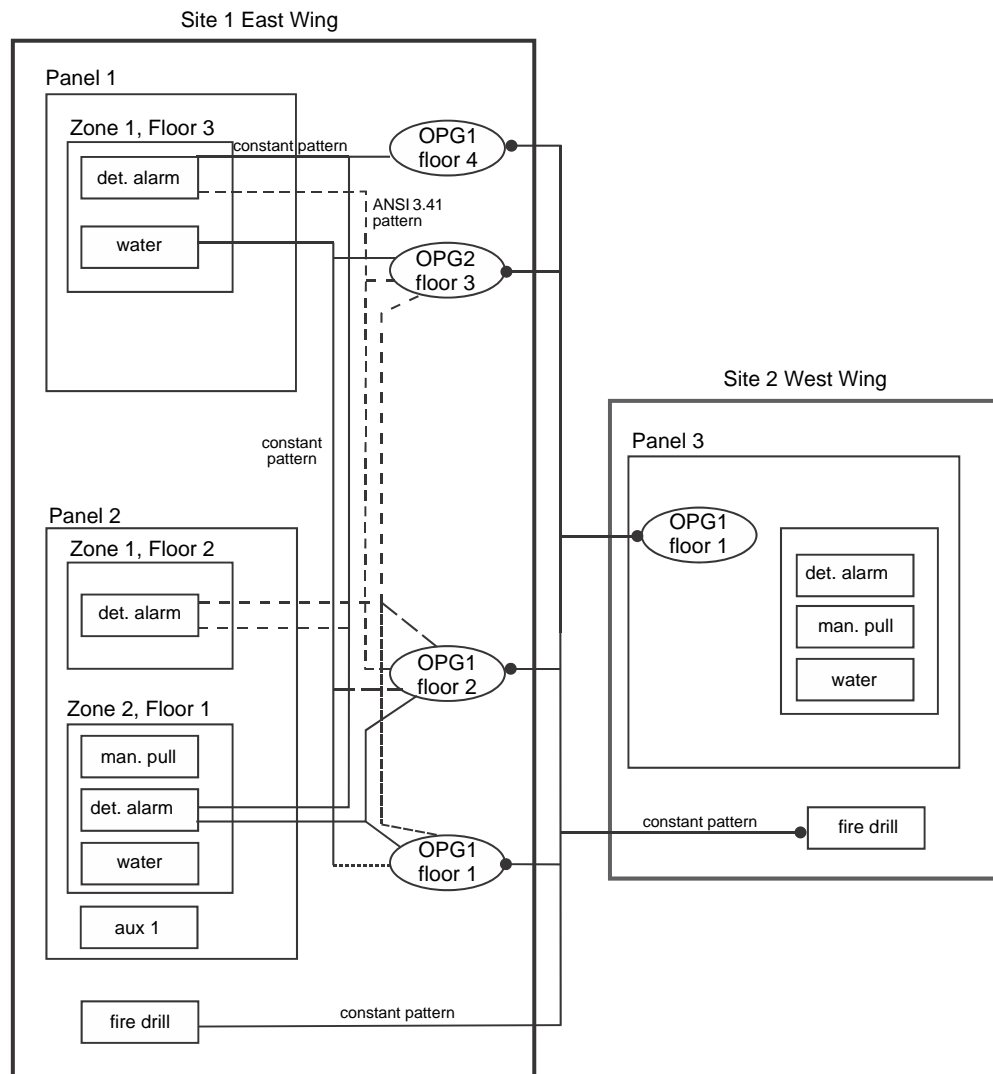 Site 1 East Wing
Panel 1
Zone 1, Floor 3
constant pattern
det. alarm
water
OPG1
floor 4
ANSI 3.41
pattern
OPG2
floor 3
constant
pattern
Panel 2
Zone 1, Floor 2
det. alarm
OPG1
floor 2
Zone 2, Floor 1
man. pull
det. alarm
water
aux 1
OPG1
floor 1
fire drill
constant pattern
Site 2 West Wing
Panel 3
OPG1
floor 1
det. alarm
man. pull
water
constant pattern
fire drill